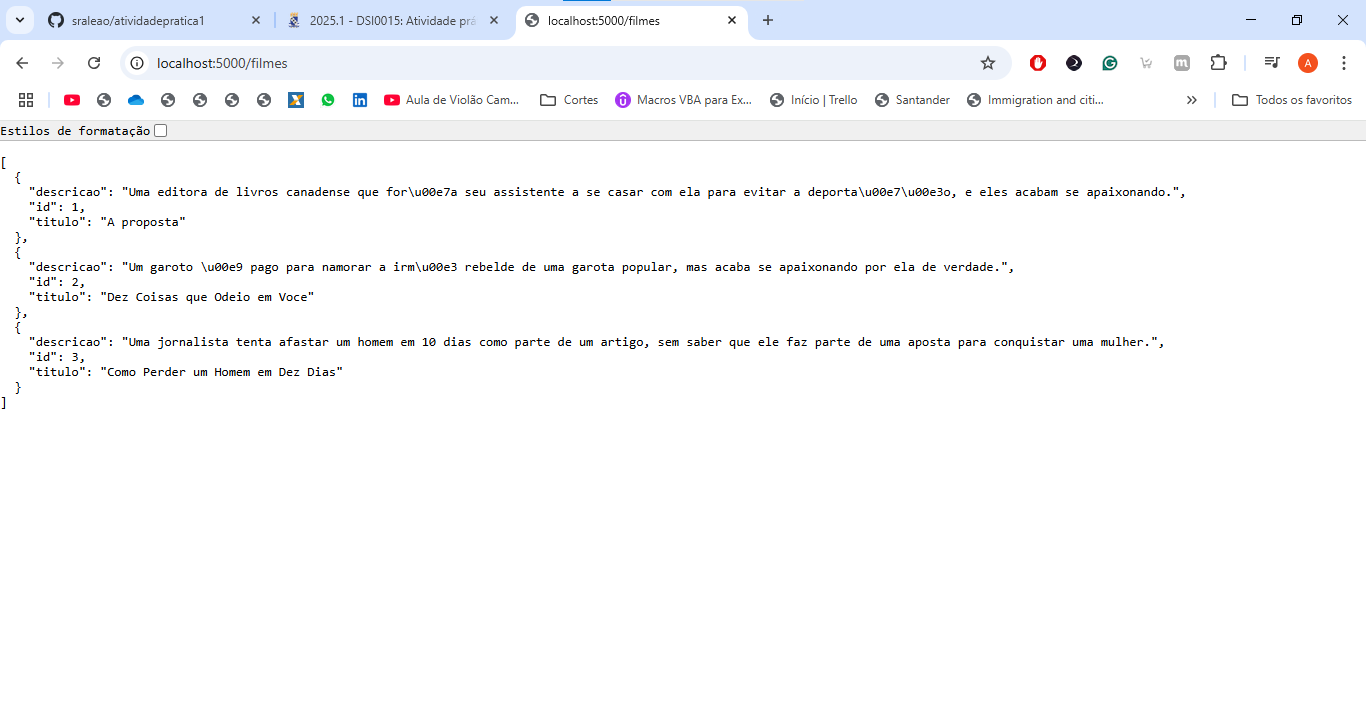 sraleao/atividadepratica1
2025.1 - DSI0015: Atividade prá
localhost:5000/filmes
localhost:5000/filmes
A
Aula de Violão Cam...
Cortes
Macros VBA para Ex...
Início | Trello
Santander
Immigration and citi...
Todos os favoritos
Estilos de formatação
[
  {
    "descricao": "Uma editora de livros canadense que for\u00e7a seu assistente a se casar com ela para evitar a deporta\u00e7\u00e3o, e eles acabam se apaixonando.",
    "id": 1,
    "titulo": "A proposta"
  },
  {
    "descricao": "Um garoto \u00e9 pago para namorar a irm\u00e3 rebelde de uma garota popular, mas acaba se apaixonando por ela de verdade.",
    "id": 2,
    "titulo": "Dez Coisas que Odeio em Voce"
  },
  {
    "descricao": "Uma jornalista tenta afastar um homem em 10 dias como parte de um artigo, sem saber que ele faz parte de uma aposta para conquistar uma mulher.",
    "id": 3,
    "titulo": "Como Perder um Homem em Dez Dias"
  }
]